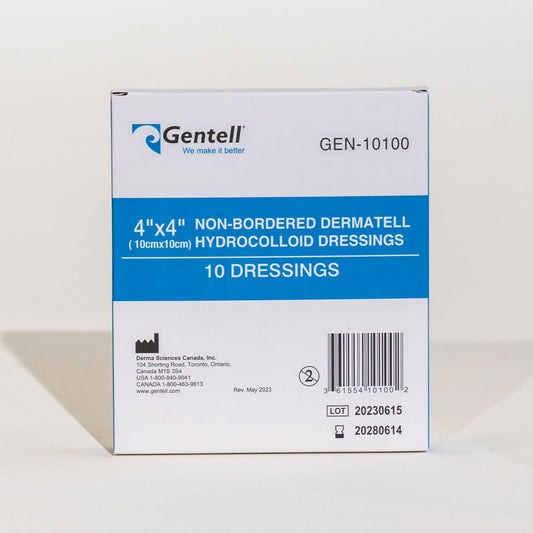 Gentell®
We make it better
GEN-10100
4"x4" NON-BORDERED DERMATELL
(10cmx10cm) HYDROCOLLOID DRESSINGS
10 DRESSINGS
Derma Sciences Canada, Inc.
104 Shorting Road, Toronto, Ontario,
Canada M1S 3S4
USA 1-800-840-9041
CANADA 1-800-463-9613
www.gentell.com
Rev. May 2023
2
3 61554 10100 2
LOT 20230615
20280614